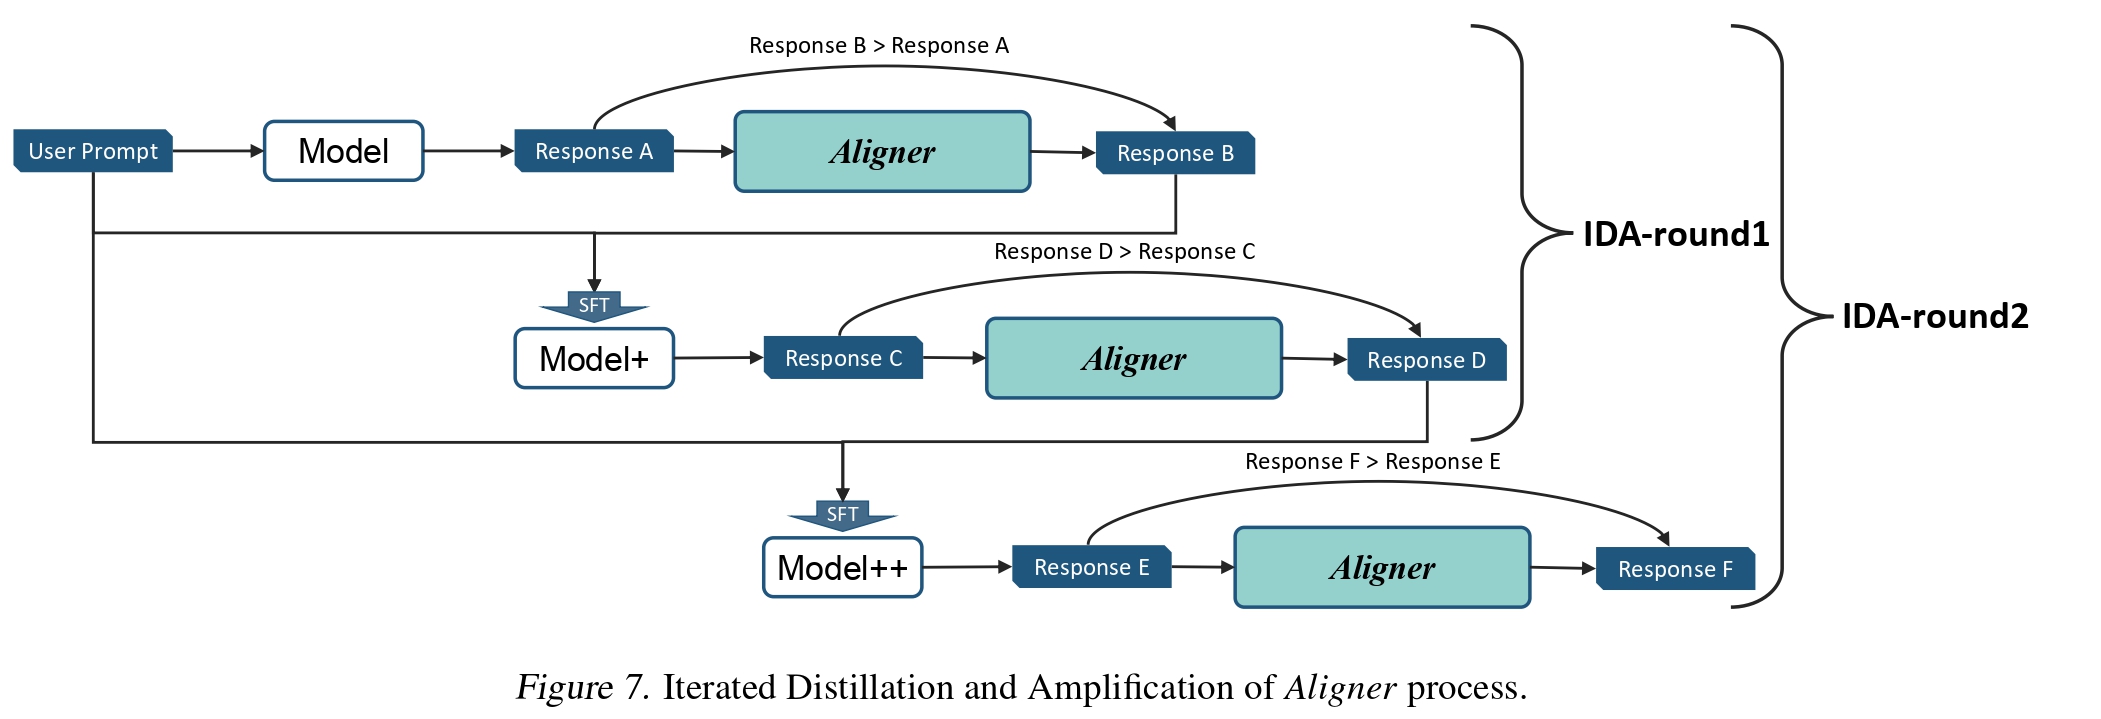 Response B > Response A
User Prompt
Model
Response A
Aligner
Response B
IDA-round1
Response D > Response C
SFT
Model+
Response C
Aligner
Response D
IDA-round2
Response F > Response E
SFT
Model++
Response E
Aligner
Response F
Figure 7. Iterated Distillation and Amplification of Aligner process.